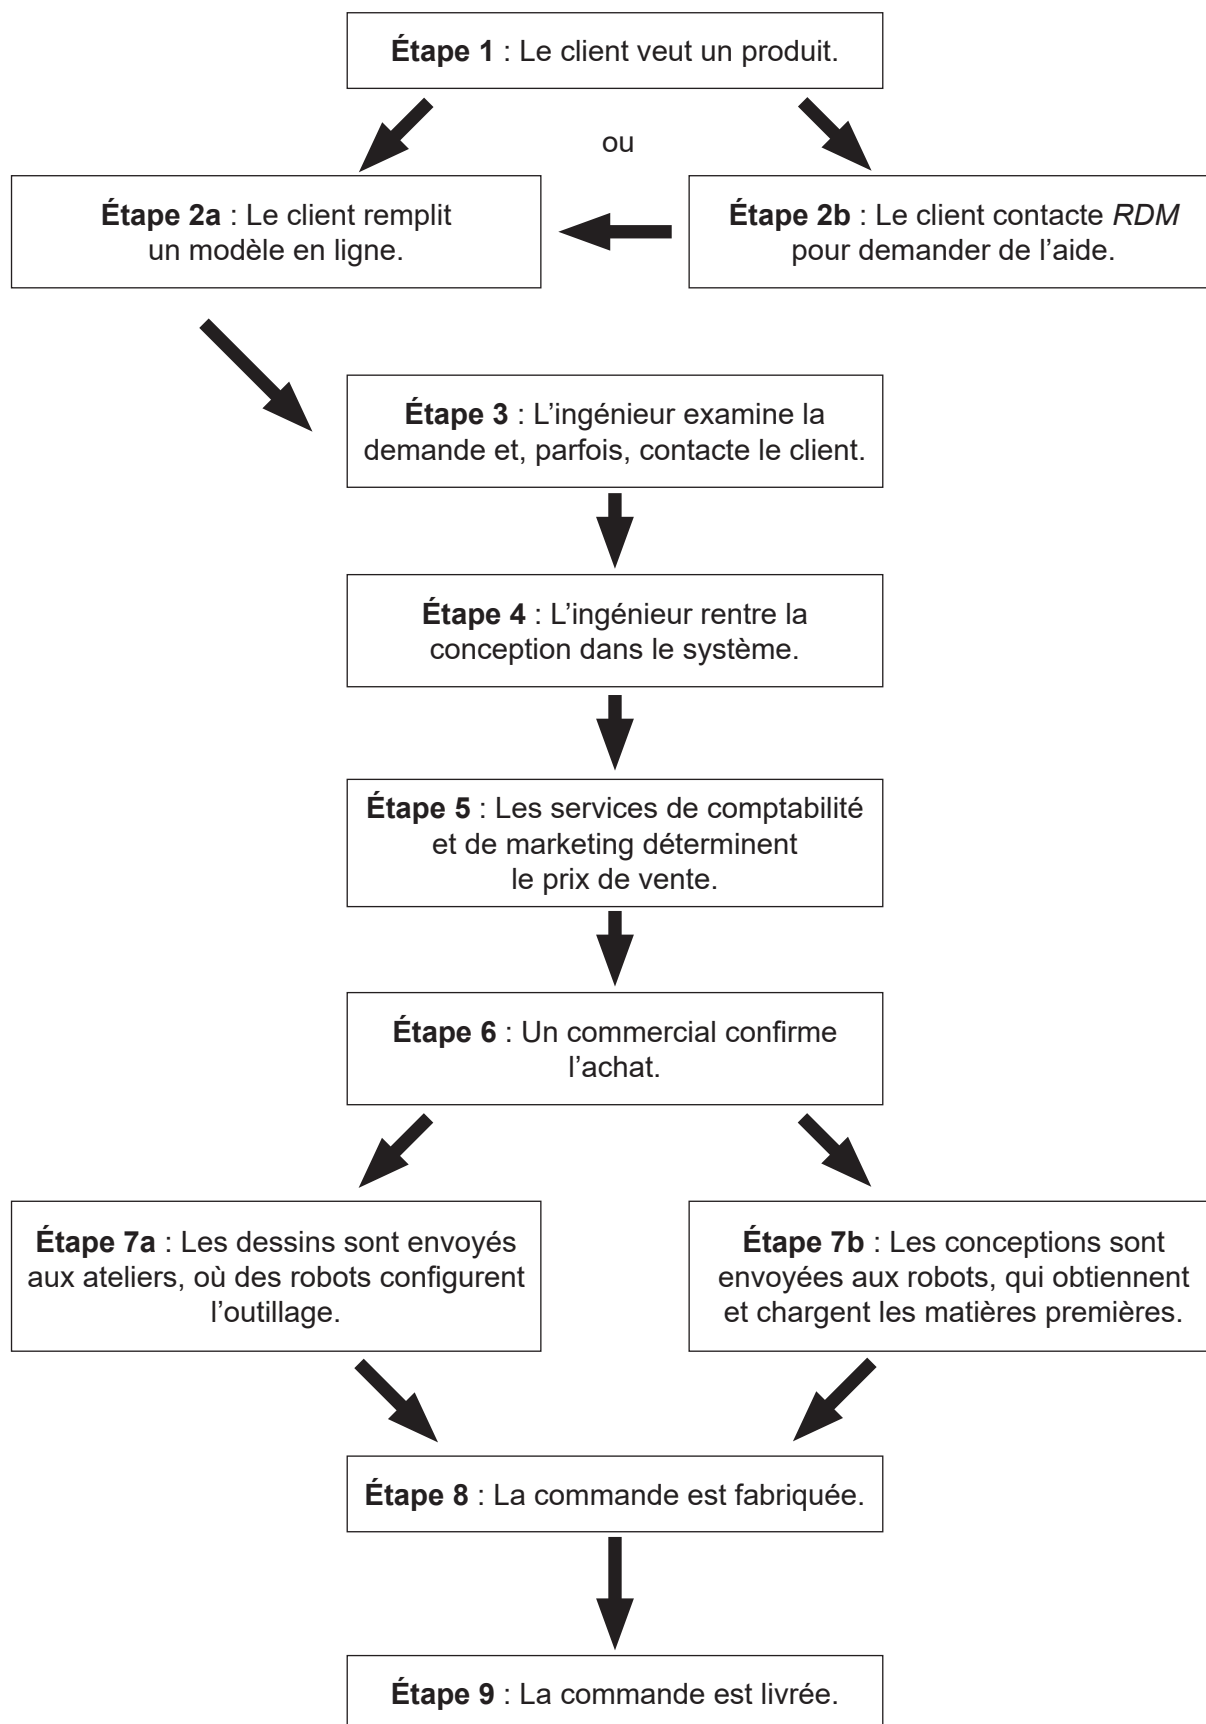 Étape 1 : Le client veut un produit.
ou
Étape 2a : Le client remplit
un modèle en ligne.
Étape 2b : Le client contacte RDM
pour demander de l’aide.
Étape 3 : L’ingénieur examine la
demande et, parfois, contacte le client.
Étape 4 : L’ingénieur rentre la
conception dans le système.
Étape 5 : Les services de comptabilité
et de marketing déterminent
le prix de vente.
Étape 6 : Un commercial confirme
l’achat.
Étape 7a : Les dessins sont envoyés
aux ateliers, où des robots configurent
l’outillage.
Étape 7b : Les conceptions sont
envoyées aux robots, qui obtiennent
et chargent les matières premières.
Étape 8 : La commande est fabriquée.
Étape 9 : La commande est livrée.